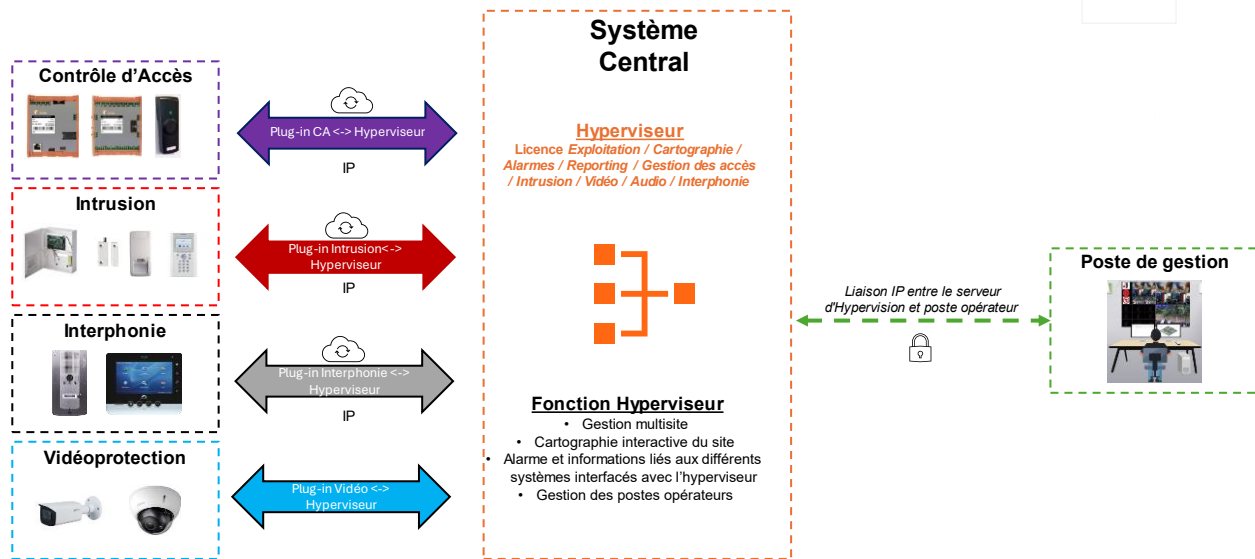 Système
Central
Contrôle d'Accès
Plug-in CA <-> Hyperviseur
IP
Hyperviseur
Licence Exploitation / Cartographie /
Alarmes / Reporting / Gestion des accès
/ Intrusion / Vidéo / Audio / Interphonie
Intrusion
Plug-in Intrusion<->
Hyperviseur
IP
Poste de gestion
Liaison IP entre le serveur
d'Hypervision et poste opérateur
Interphonie
Plug-in Interphonie <->
Hyperviseur
IP
Fonction Hyperviseur
• Gestion multisite
• Cartographie interactive du site
• Alarme et informations liés aux différents
systèmes interfacés avec l'hyperviseur
• Gestion des postes opérateurs
Vidéoprotection
Plug-in Vidéo <->
Hyperviseur